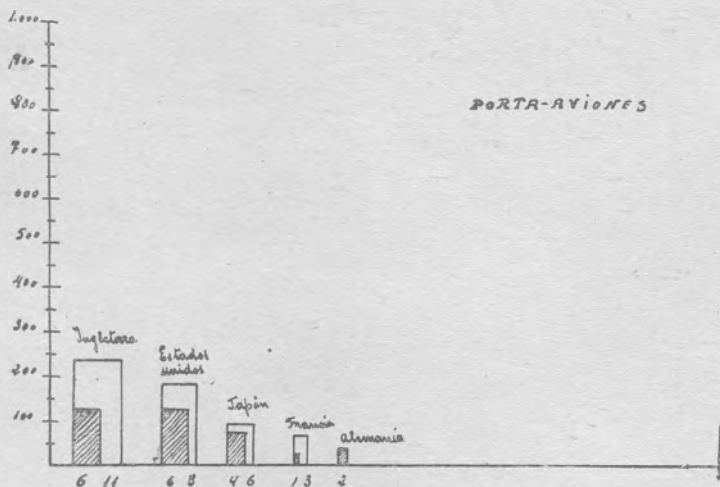 1.000
900
800
PORTA-AVIONES
700
600
500
400
300
Inglaterra
Estados
Unidos
200
Japón
Francia
Alemania
100
6 11 6 8 4 6 1 3 2